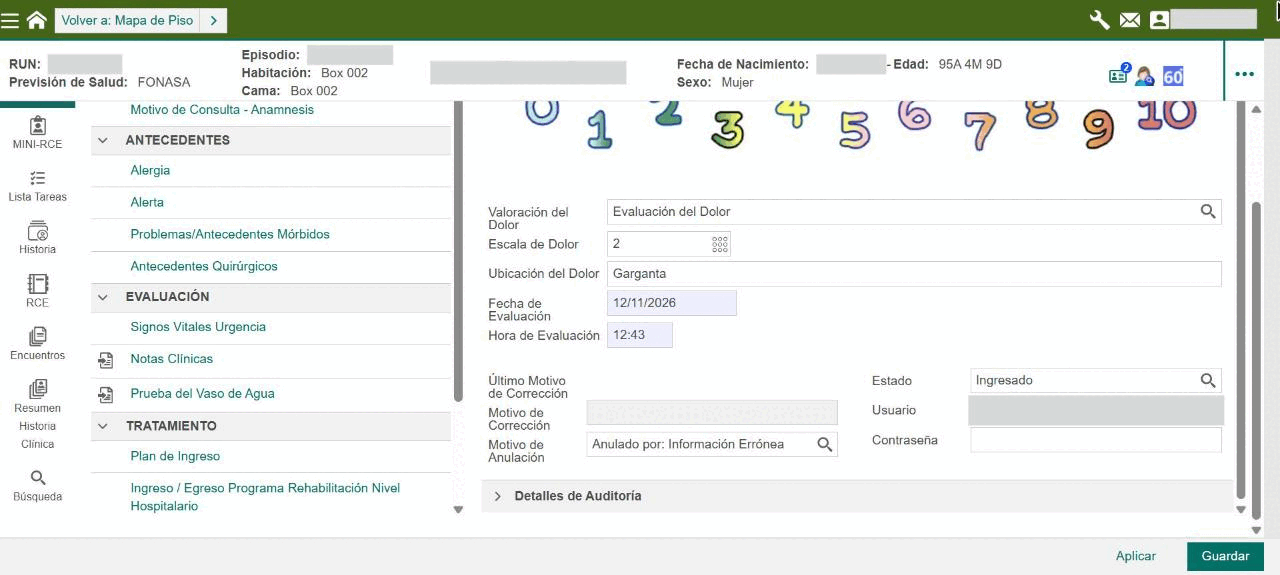 Volver a: Mapa de Piso
RUN:
Previsión de Salud: FONASA
Episodio:
Habitación: Box 002
Cama: Box 002
Fecha de Nacimiento: - Edad: 95A 4M 9D
Sexo: Mujer
2
60
MINI-RCE
Lista Tareas
Historia
RCE
Encuentros
Resumen
Historia
Clínica
Búsqueda
Motivo de Consulta - Anamnesis
ANTECEDENTES
Alergia
Alerta
Problemas/Antecedentes Mórbidos
Antecedentes Quirúrgicos
EVALUACIÓN
Signos Vitales Urgencia
Notas Clínicas
Prueba del Vaso de Agua
TRATAMIENTO
Plan de Ingreso
Ingreso / Egreso Programa Rehabilitación Nivel
Hospitalario
0 1 2 3 4 5 6 7 8 9 10
Valoración del
Dolor
Evaluación del Dolor
Escala de Dolor 2
Ubicación del Dolor Garganta
Fecha de
Evaluación
12/11/2026
Hora de Evaluación 12:43
Último Motivo
de Corrección
Motivo de
Corrección
Motivo de
Anulación
Anulado por: Información Errónea
Estado Ingresado
Usuario
Contraseña
Detalles de Auditoría
Aplicar Guardar